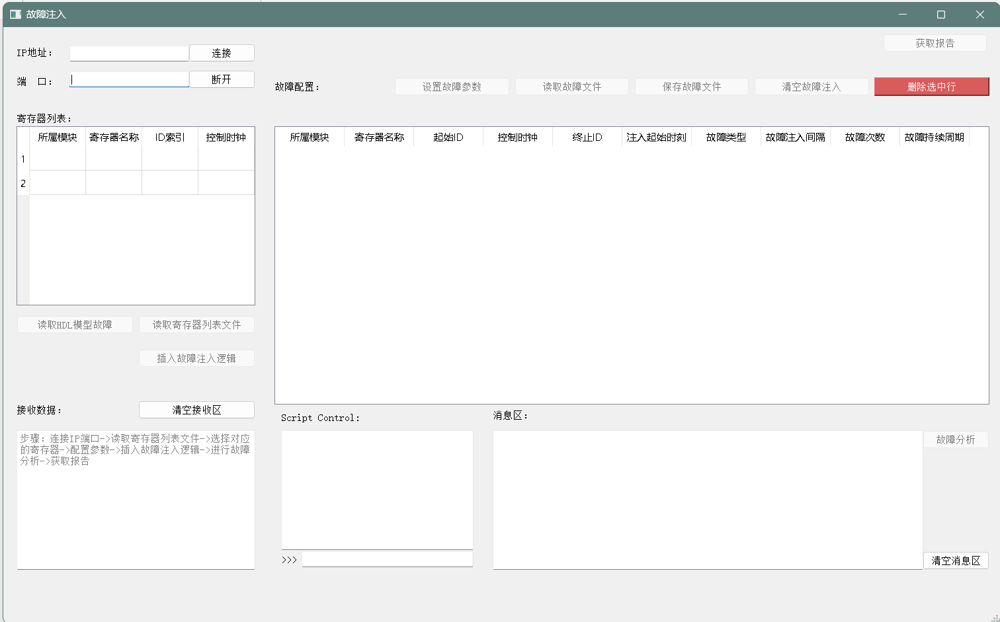 故障注入
获取报告
IP地址：
连接
端　口：
断开
故障配置：
设置故障参数
读取故障文件
保存故障文件
清空故障注入
删除选中行
寄存器列表：
所属模块 寄存器名称 ID索引 控制时钟
1
2
所属模块 寄存器名称 起始ID 控制时钟 终止ID 注入起始时刻 故障类型 故障注入间隔 故障次数 故障持续周期
读取HDL模型故障
读取寄存器列表文件
插入故障注入逻辑
接收数据：
清空接收区
步骤：连接IP端口->读取寄存器列表文件->选择对应
的寄存器->配置参数->插入故障注入逻辑->进行故障
分析->获取报告
Script Control:
>>>
消息区：
故障分析
清空消息区